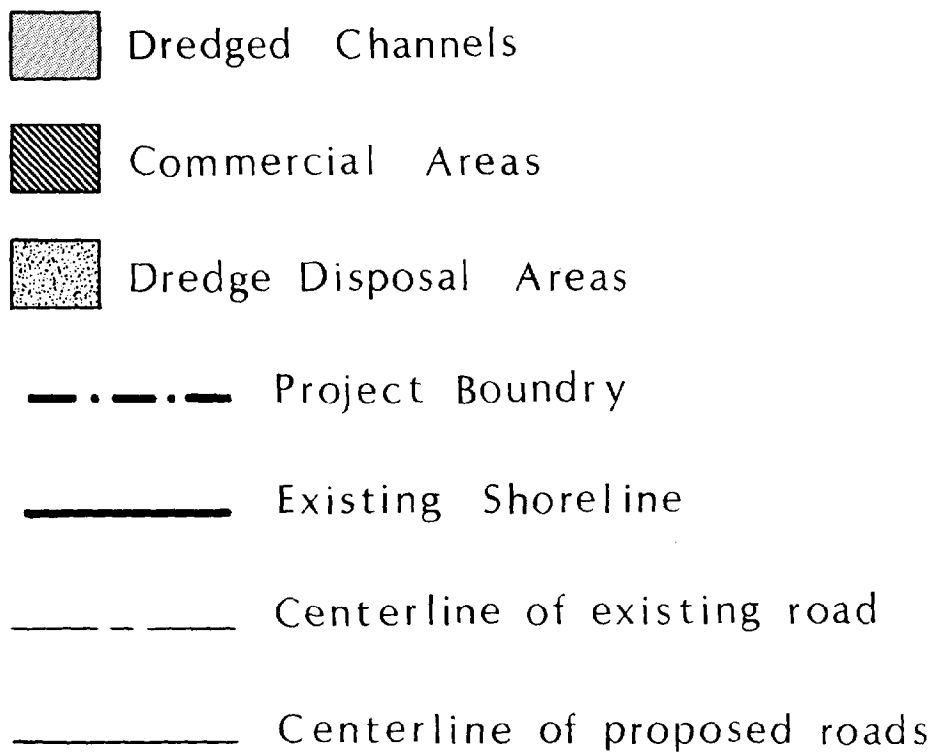 Dredged Channels
Commercial Areas
Dredge Disposal Areas
Project Boundry
Existing Shoreline
Centerline of existing road
Centerline of proposed roads